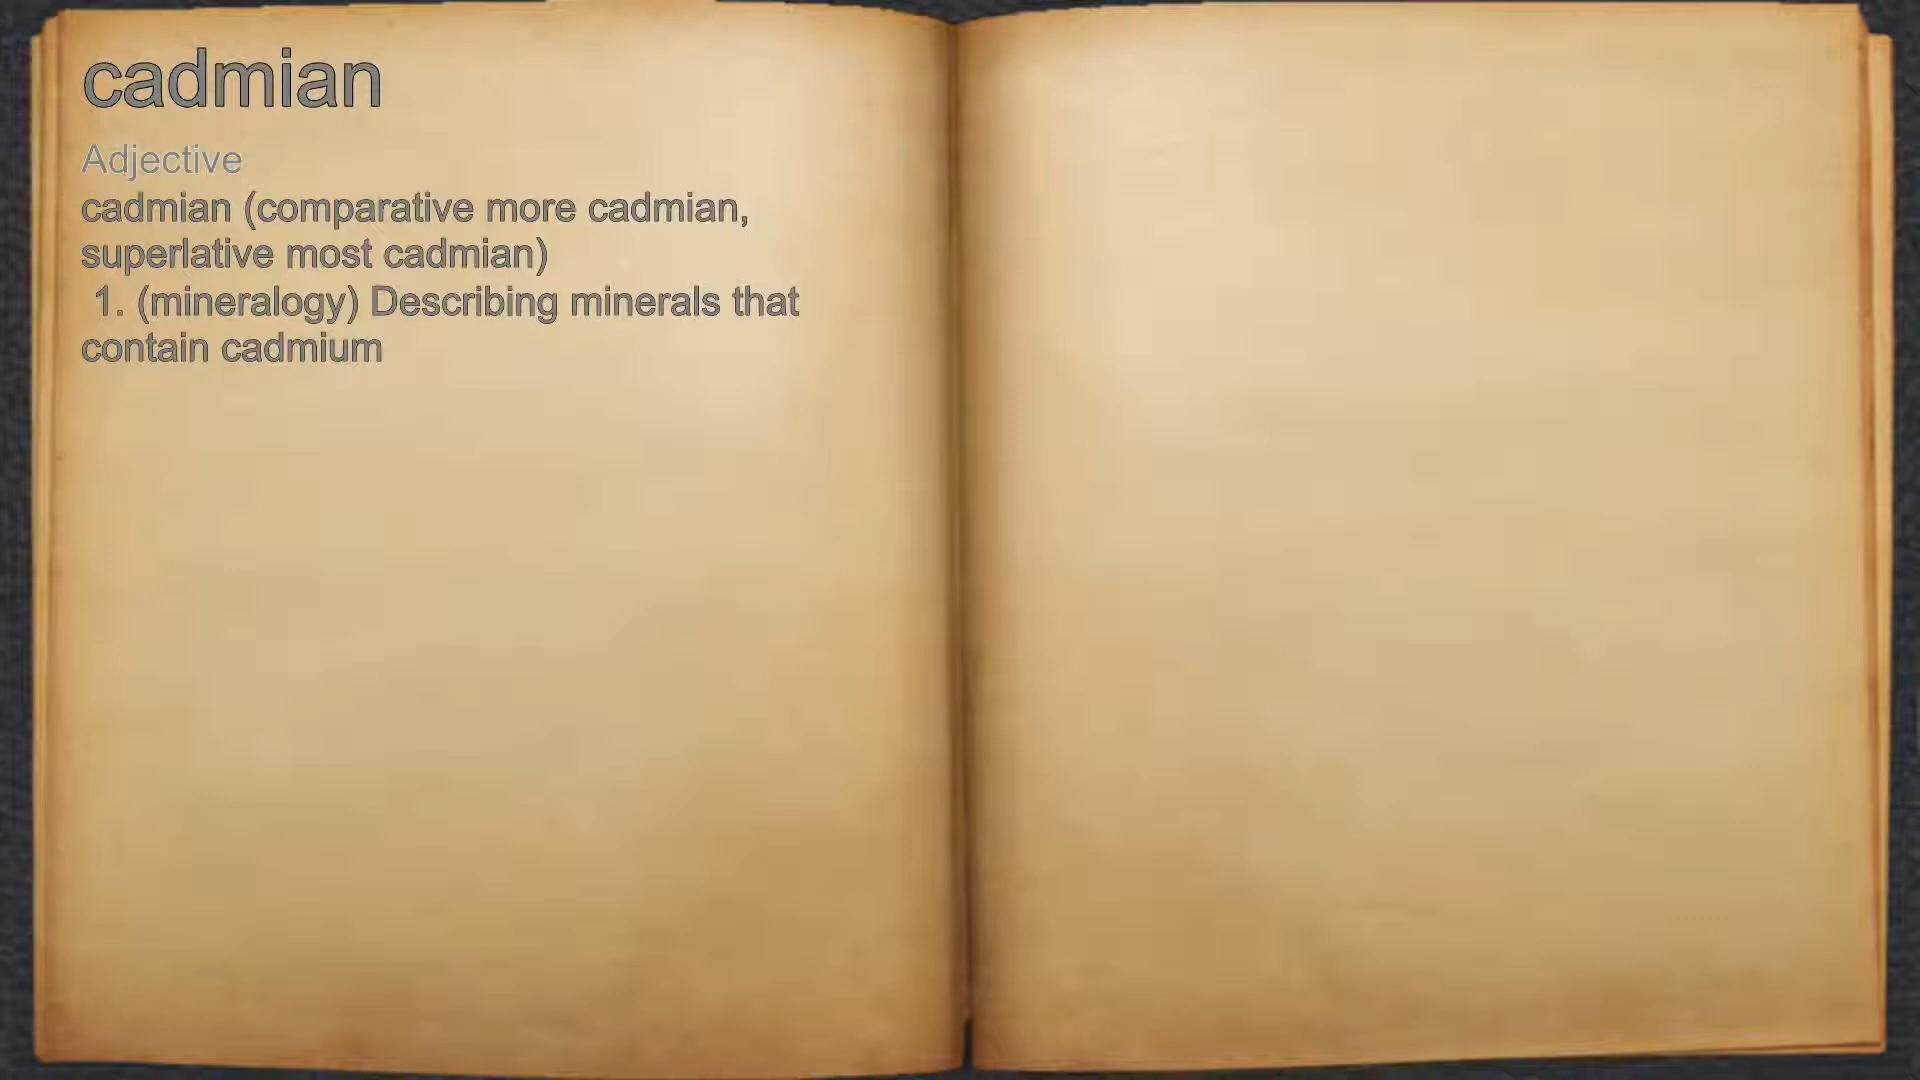 cadmian
Adjective
cadmian (comparative more cadmian,
superlative most cadmian)
1. (mineralogy) Describing minerals that
contain cadmium